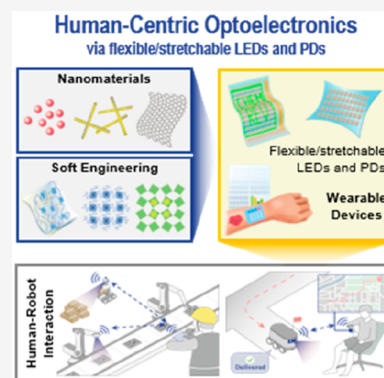 Human-Centric Optoelectronics
via flexible/stretchable LEDs and PDs
Nanomaterials
Soft Engineering
Flexible/stretchable
LEDs and PDs
Wearable
Devices
Human-Robot
Interaction
Delivered